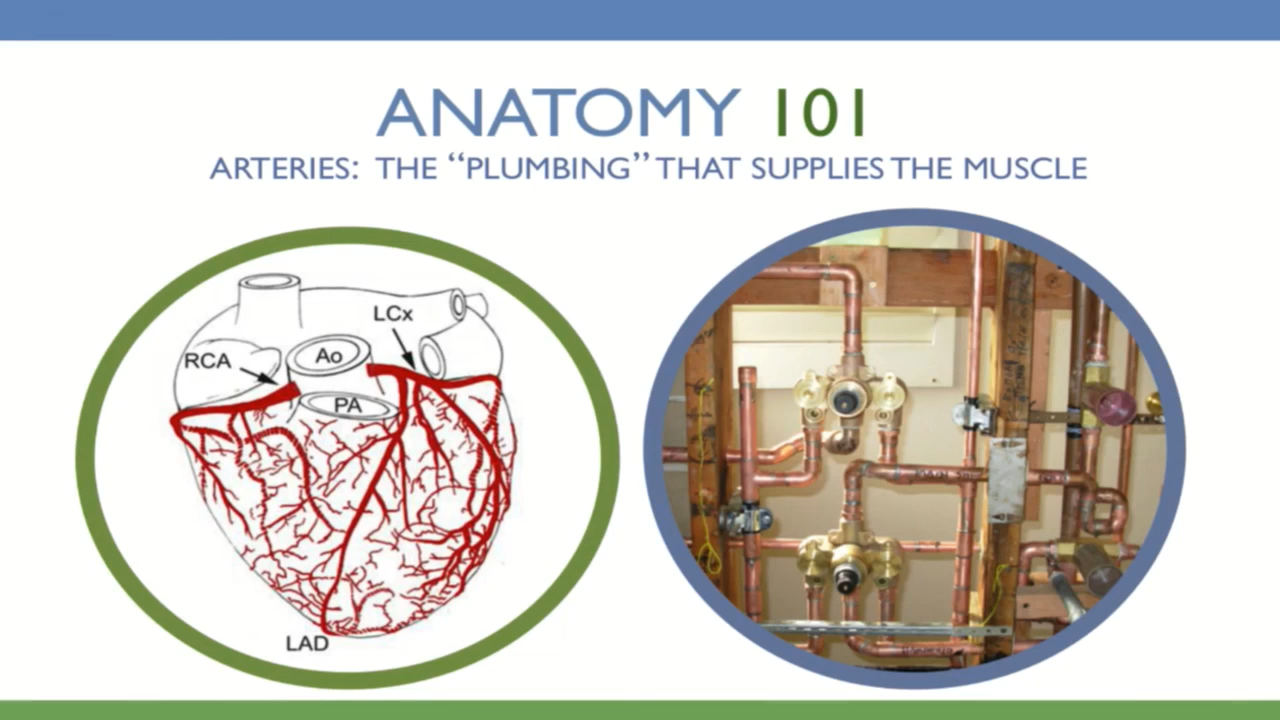 ANATOMY 101
ARTERIES: THE “PLUMBING” THAT SUPPLIES THE MUSCLE
LCx
RCA
Ao
PA
LAD